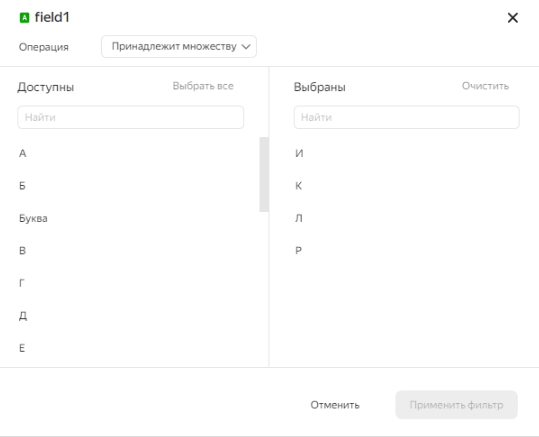 A field1
Операция Принадлежит множеству
Доступны Выбрать все
Найти
А
Б
Буква
В
Г
Д
Е
Выбраны Очистить
Найти
И
К
Л
Р
Отменить Применить фильтр